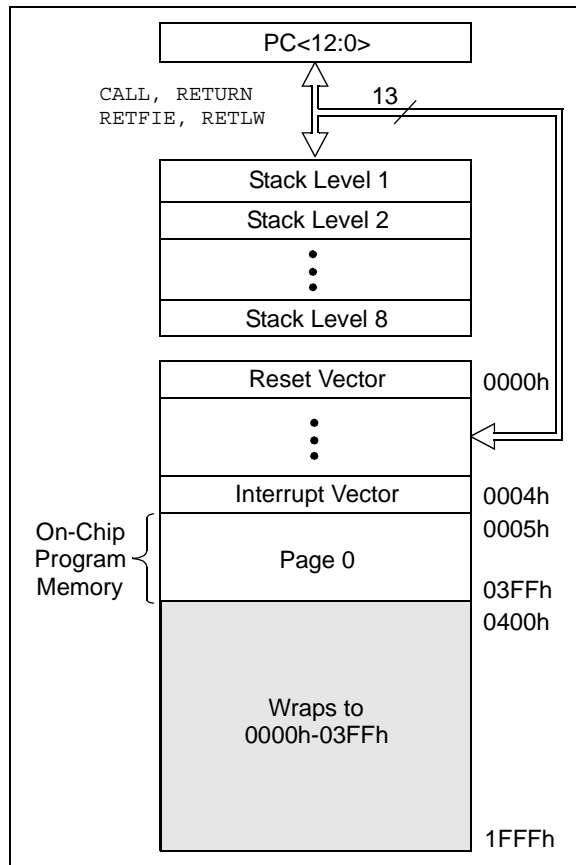 PC<12:0>
CALL, RETURN
RETFIE, RETLW
13
Stack Level 1
Stack Level 2
Stack Level 8
Reset Vector
0000h
Interrupt Vector
0004h
On-Chip
Program
Memory
0005h
Page 0
03FFh
0400h
Wraps to
0000h-03FFh
1FFFh